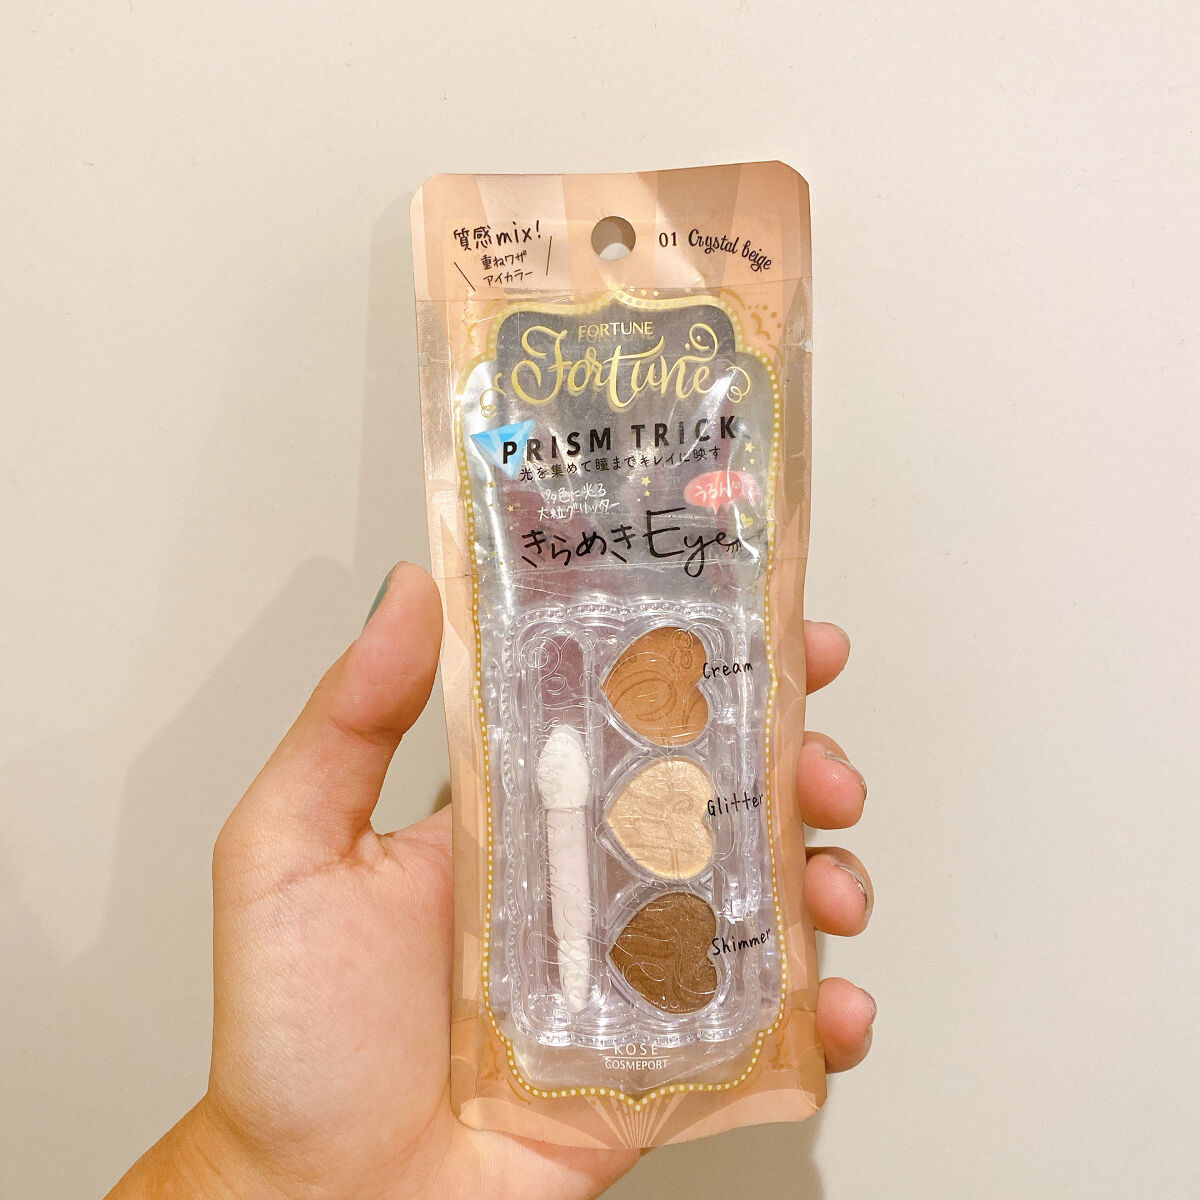 質感mix!
重ねワザ
アイカラー
01 Crystal beige
FORTUNE
Fortune
PRISM TRiCK
光を集めて瞳までキレイに映す
多色に光る
大粒グリッター
うるんッ
きらめきEye
Cream
Glitter
Shimmer
KOSÉ
COSMEPORT